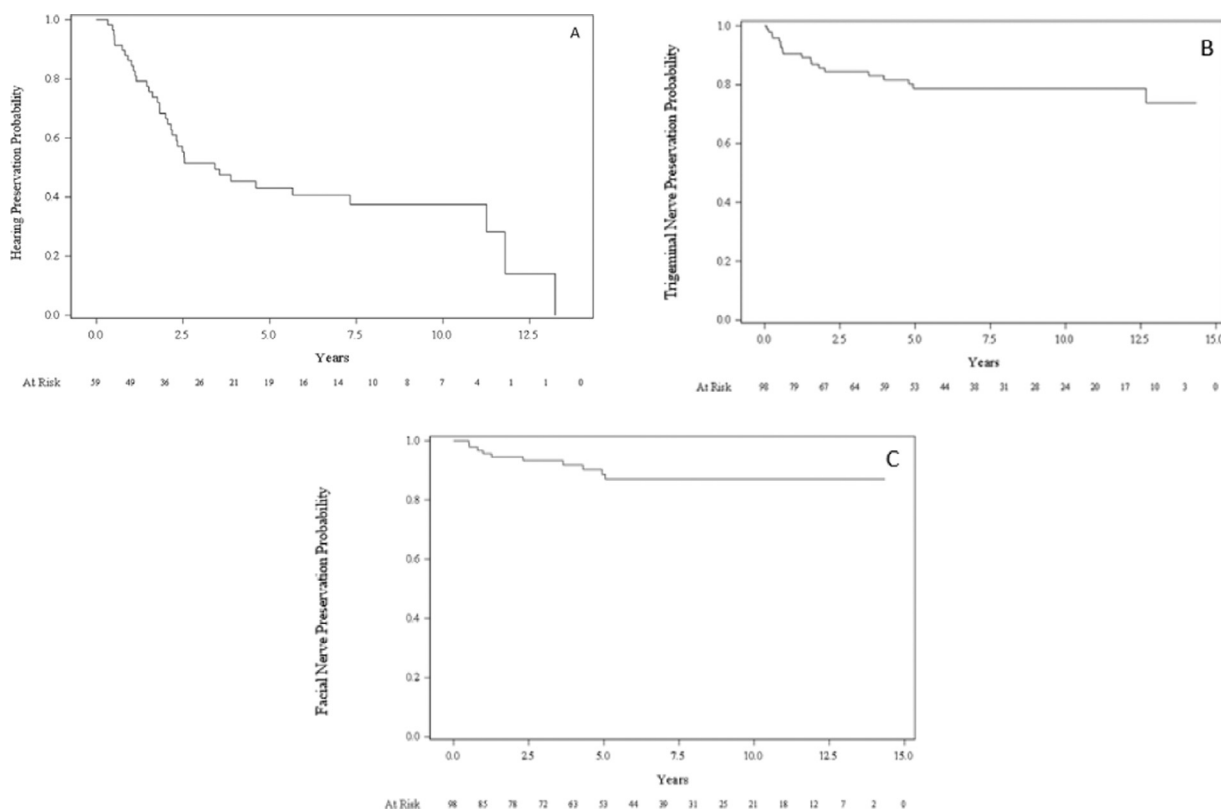 A
Hearing Preservation Probability
1.0
0.8
0.6
0.4
0.2
0.0
0.0 2.5 5.0 7.5 10.0 12.5
Years
At Risk 59 49 36 26 21 19 16 14 10 8 7 4 1 1 0
B
Trigeminal Nerve Preservation Probability
1.0
0.8
0.6
0.4
0.2
0.0
0.0 2.5 5.0 7.5 10.0 12.5 15.0
Years
At Risk 98 79 67 64 59 53 44 38 31 28 24 20 17 10 3 0
C
Facial Nerve Preservation Probability
1.0
0.8
0.6
0.4
0.2
0.0
0.0 2.5 5.0 7.5 10.0 12.5 15.0
Years
At Risk 98 85 78 72 63 53 44 39 31 25 21 18 12 7 2 0